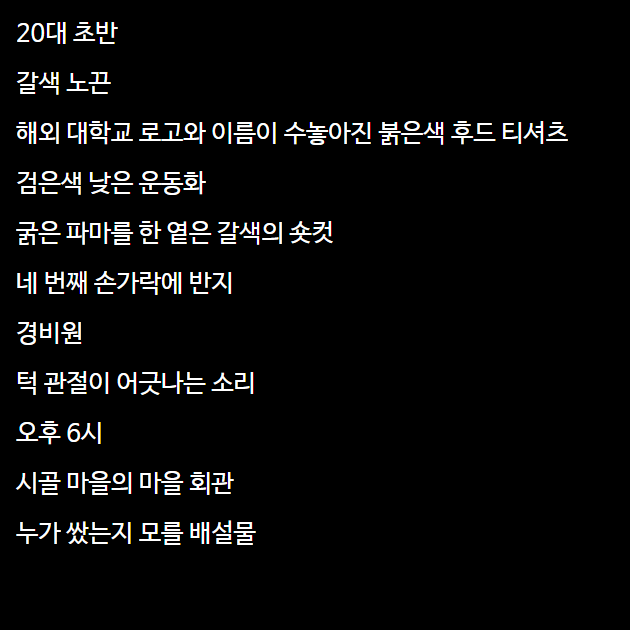 20대 초반
갈색 노끈
해외 대학교 로고와 이름이 수놓아진 붉은색 후드 티셔츠
검은색 낮은 운동화
굵은 파마를 한 옅은 갈색의 숏컷
네 번째 손가락에 반지
경비원
턱 관절이 어긋나는 소리
오후 6시
시골 마을의 마을 회관
누가 쌌는지 모를 배설물